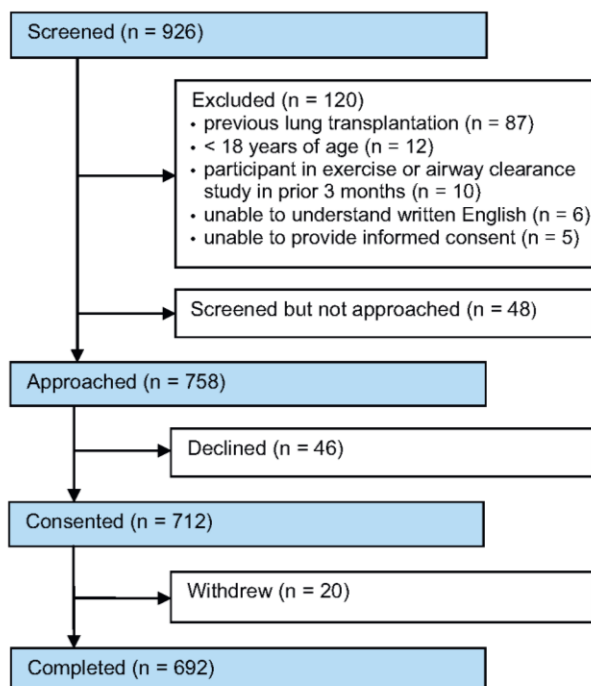 Screened (n = 926)
Excluded (n = 120)
• previous lung transplantation (n = 87)
• < 18 years of age (n = 12)
• participant in exercise or airway clearance
study in prior 3 months (n = 10)
• unable to understand written English (n = 6)
• unable to provide informed consent (n = 5)
Screened but not approached (n = 48)
Approached (n = 758)
Declined (n = 46)
Consented (n = 712)
Withdrew (n = 20)
Completed (n = 692)